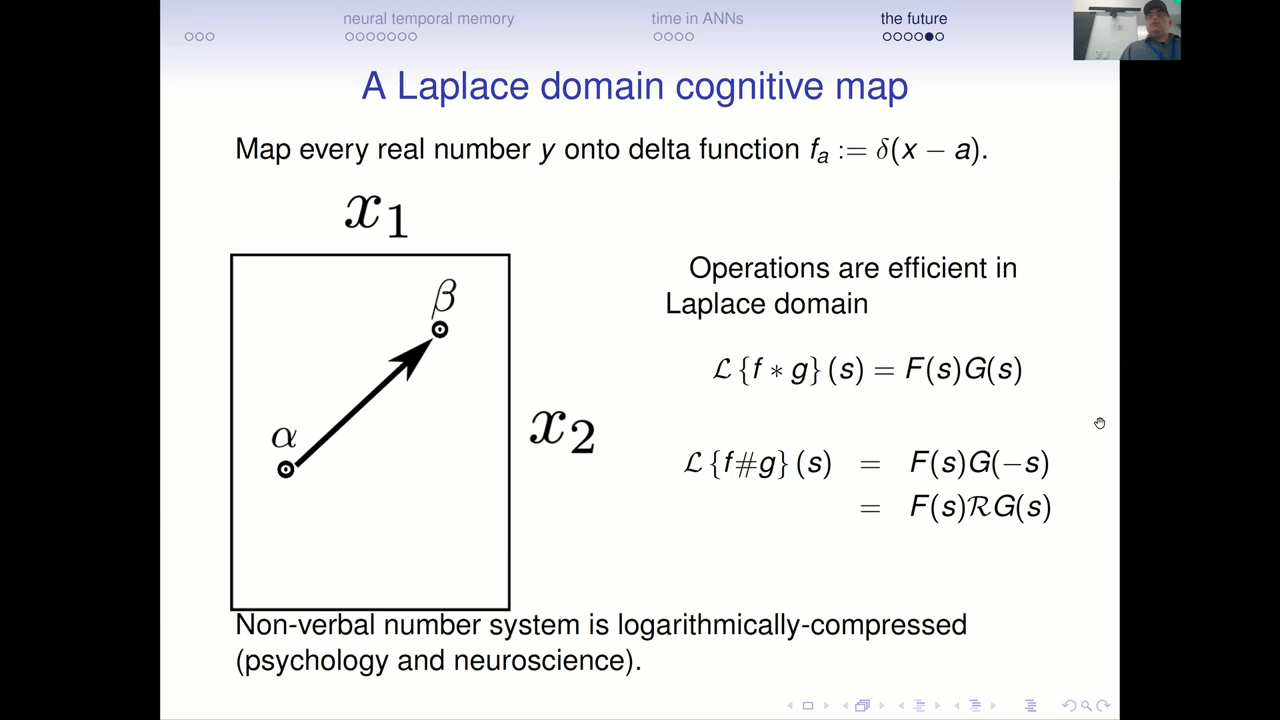 neural temporal memory time in ANNs the future
A Laplace domain cognitive map
Map every real number y onto delta function fₐ := δ(x − a).
x₁
β
α
x₂
Operations are efficient in
Laplace domain
ℒ {f ∗ g} (s) = F(s)G(s)
ℒ {f#g} (s) = F(s)G(−s)
= F(s)ℛG(s)
Non-verbal number system is logarithmically-compressed
(psychology and neuroscience).